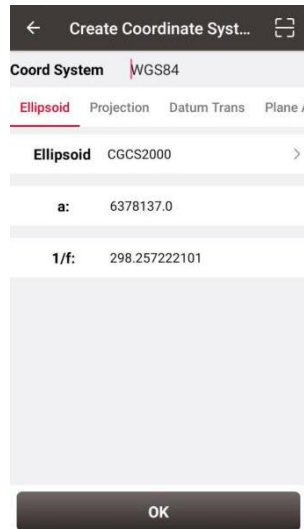 Create Coordinate Syst...
Coord System WGS84
Ellipsoid Projection Datum Trans Plane
Ellipsoid CGCS2000
a: 6378137.0
1/f: 298.257222101
OK